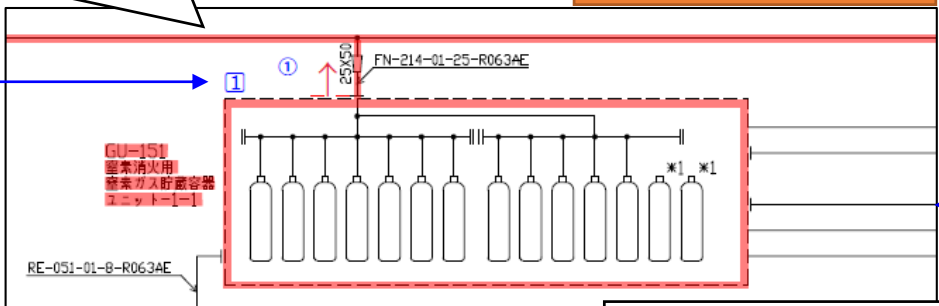 25X50
①
FN-214-01-25-R063AE
1
GU-151
窒素消火用
窒素ガス貯蔵容器
ユニット-1-1
*1 *1
RE-051-01-8-R063AE